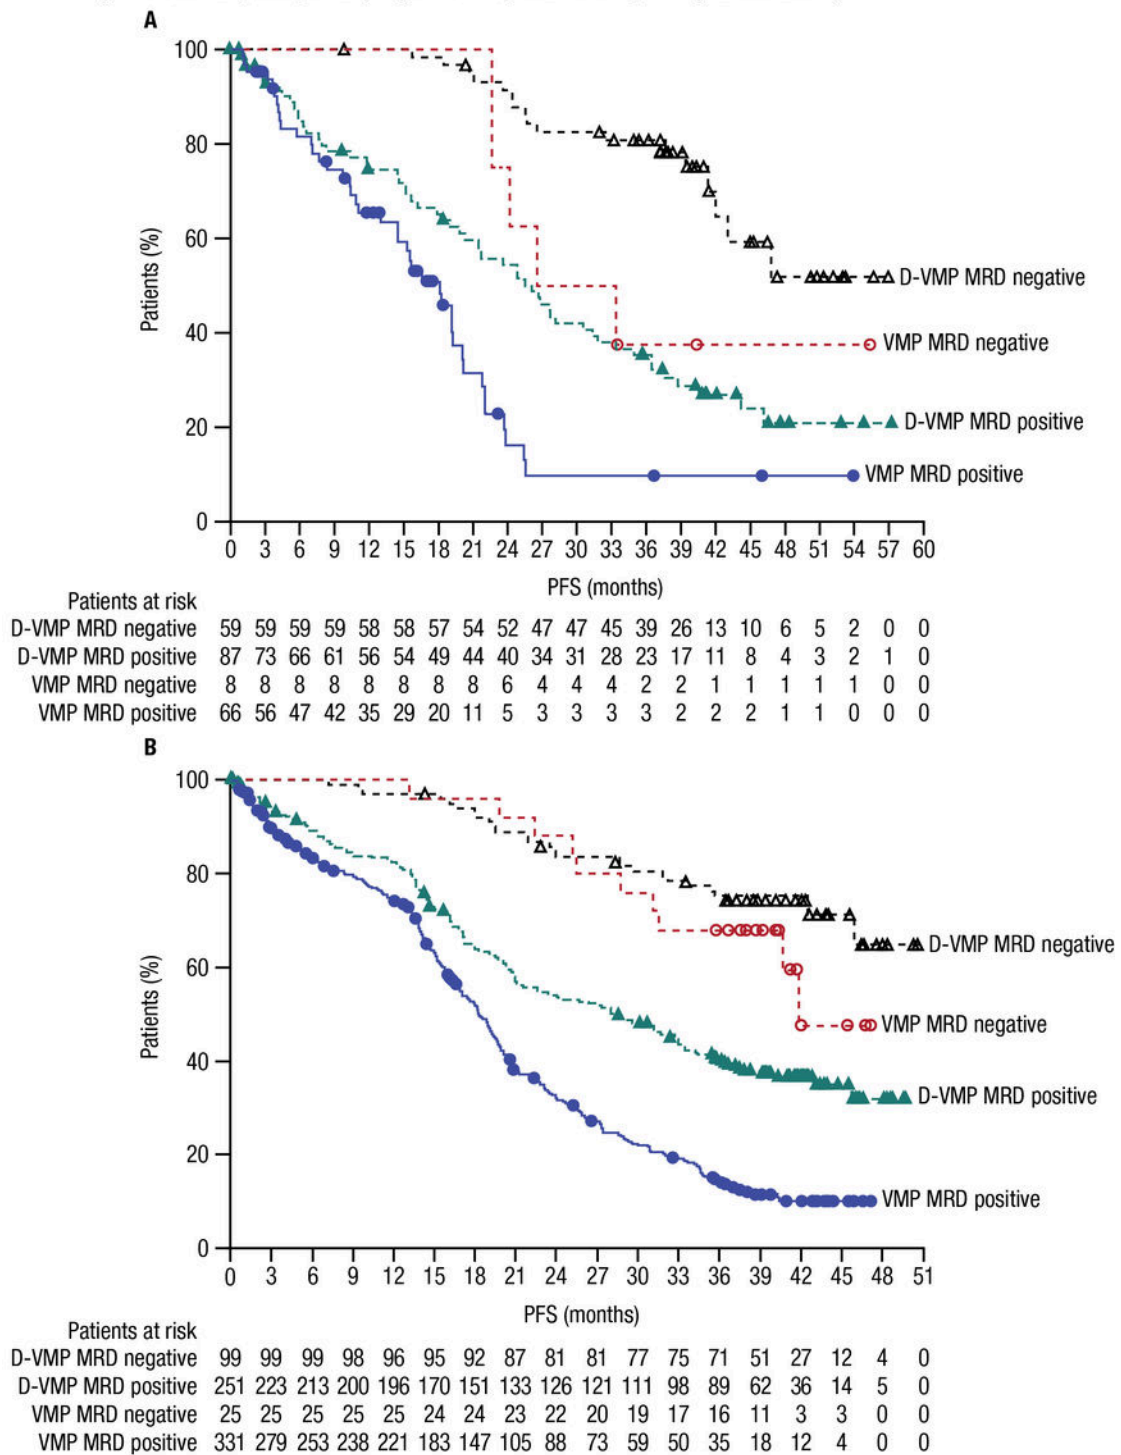 A
100
80
60
40
20
0
Patients (%)
D-VMP MRD negative
VMP MRD negative
D-VMP MRD positive
VMP MRD positive
0 3 6 9 12 15 18 21 24 27 30 33 36 39 42 45 48 51 54 57 60
PFS (months)
Patients at risk
D-VMP MRD negative 59 59 59 59 58 58 57 54 52 47 47 45 39 26 13 10 6 5 2 0 0
D-VMP MRD positive 87 73 66 61 56 54 49 44 40 34 31 28 23 17 11 8 4 3 2 1 0
VMP MRD negative 8 8 8 8 8 8 8 8 6 4 4 4 2 2 1 1 1 1 1 0 0
VMP MRD positive 66 56 47 42 35 29 20 11 5 3 3 3 3 2 2 2 1 1 0 0 0
B
100
80
60
40
20
0
Patients (%)
D-VMP MRD negative
VMP MRD negative
D-VMP MRD positive
VMP MRD positive
0 3 6 9 12 15 18 21 24 27 30 33 36 39 42 45 48 51
PFS (months)
Patients at risk
D-VMP MRD negative 99 99 99 98 96 95 92 87 81 81 77 75 71 51 27 12 4 0
D-VMP MRD positive 251 223 213 200 196 170 151 133 126 121 111 98 89 62 36 14 5 0
VMP MRD negative 25 25 25 25 25 24 24 23 22 20 19 17 16 11 3 3 0 0
VMP MRD positive 331 279 253 238 221 183 147 105 88 73 59 50 35 18 12 4 0 0